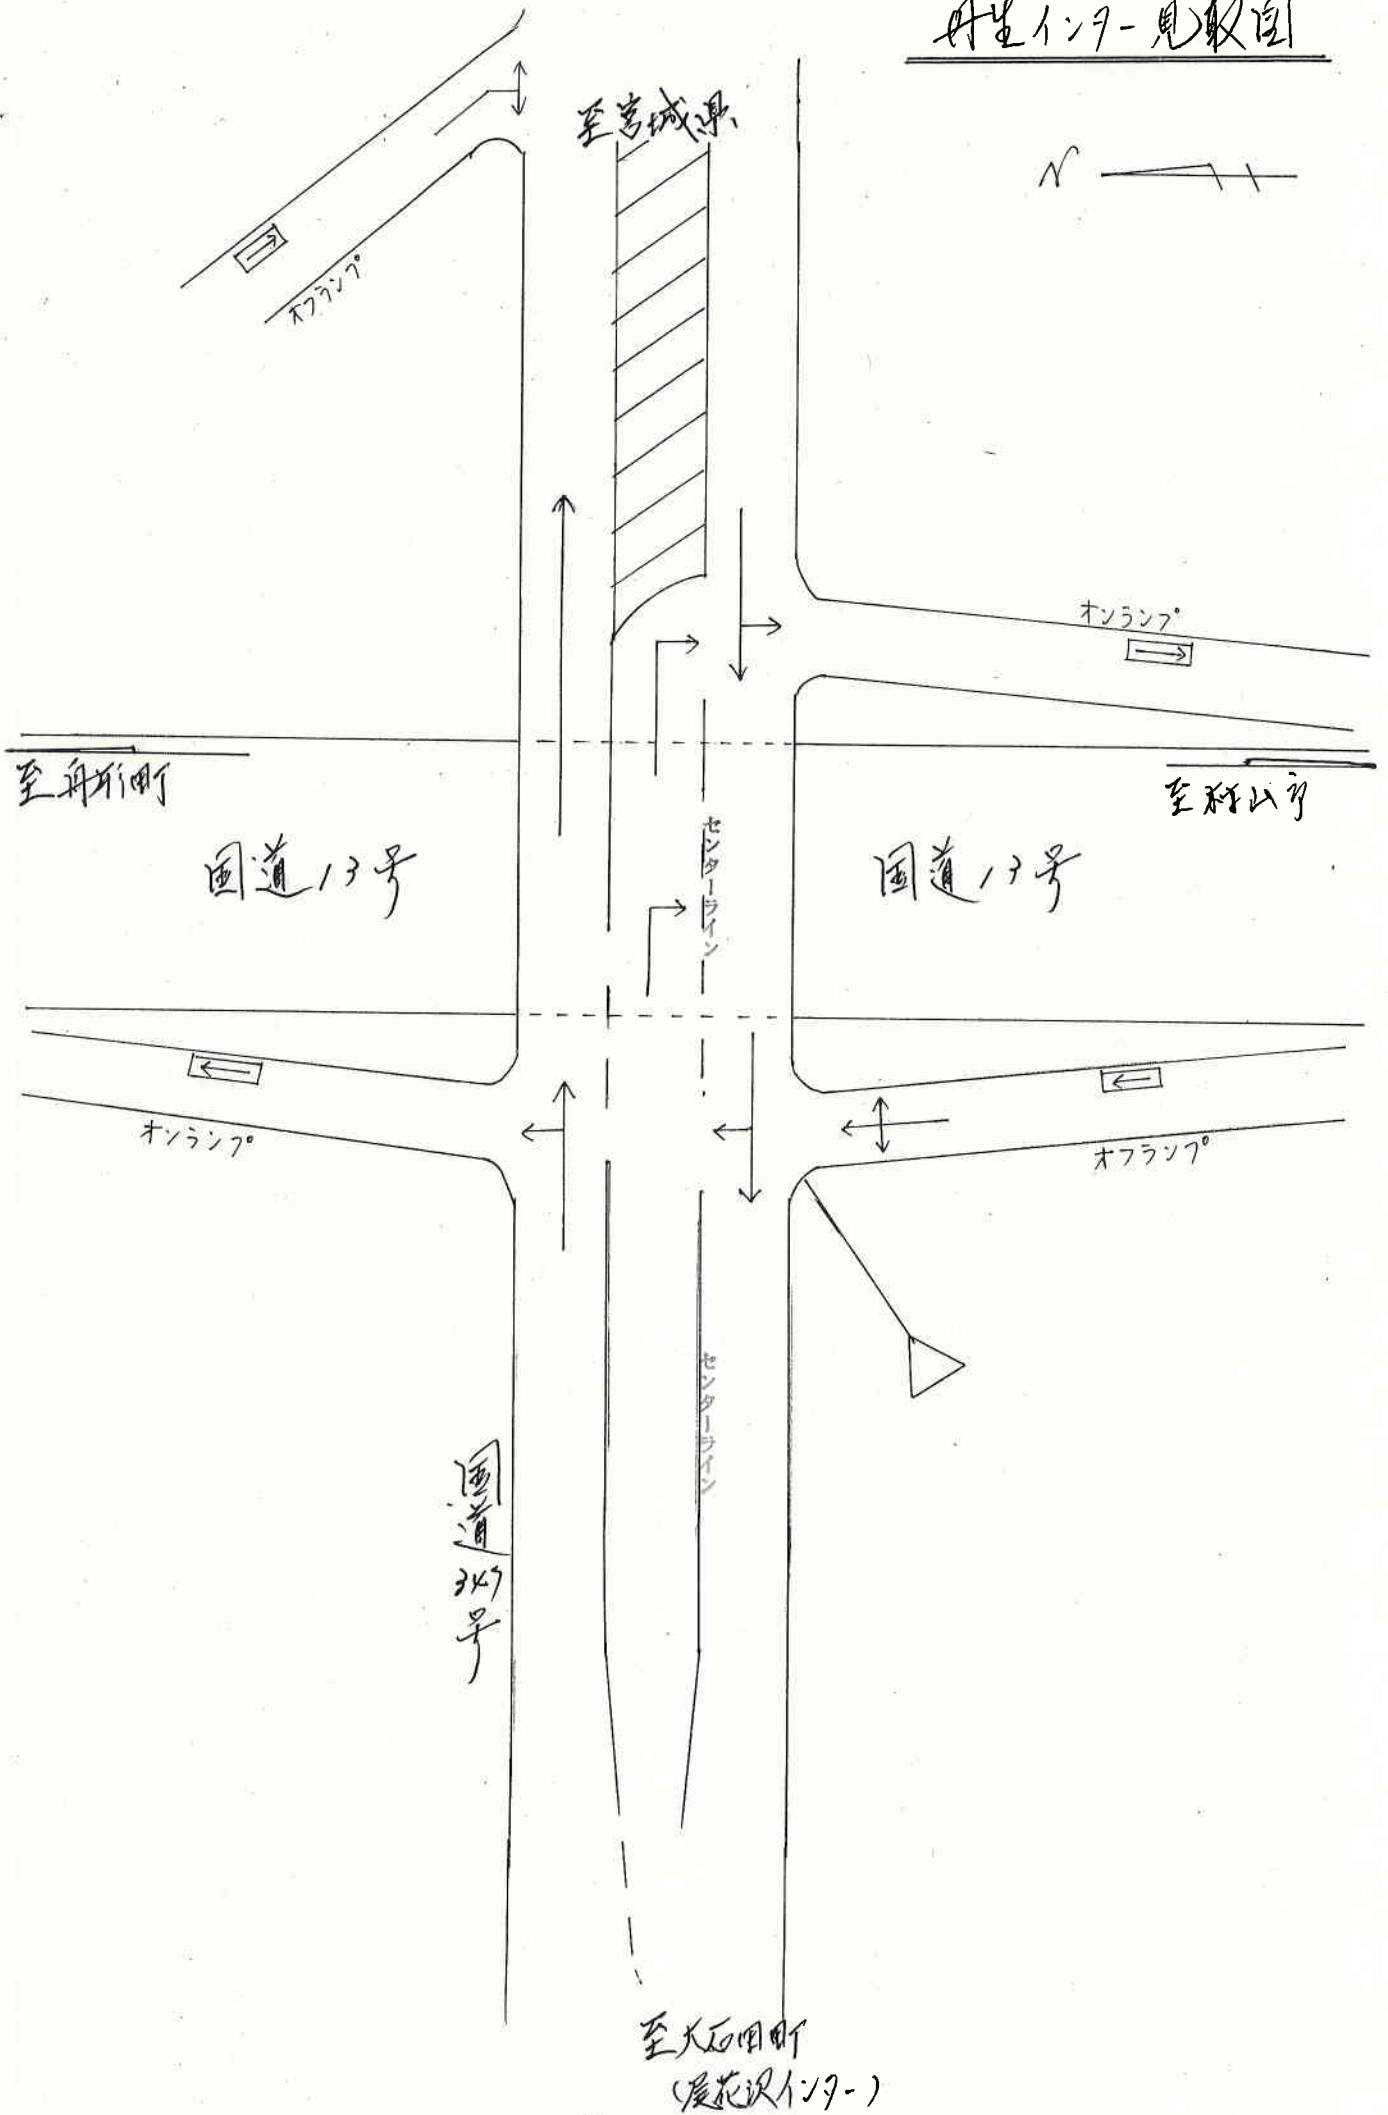 丹生インター見取図
至宮城県
N
オフランプ
オンランプ
至舟形町
至村山市
センターライン
国道13号
国道13号
オンランプ
オフランプ
センターライン
国道347号
至大石田町
(尾花沢インター)